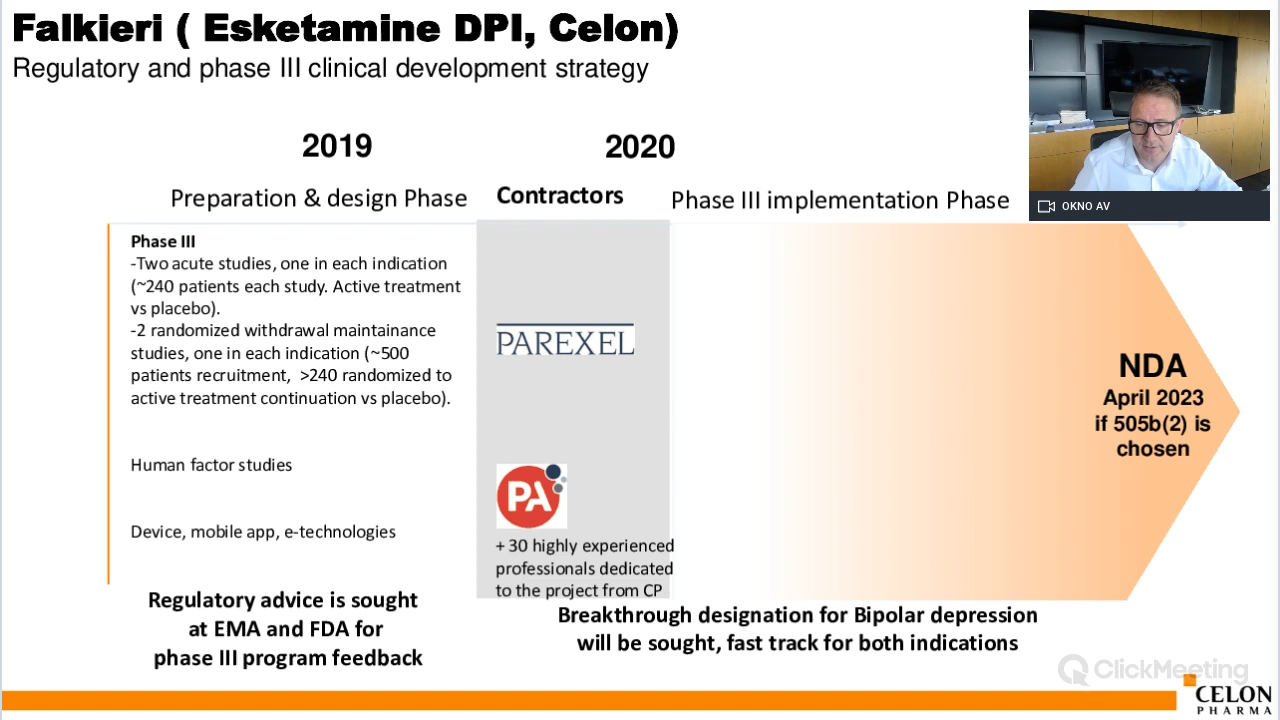 Falkieri ( Esketamine DPI, Celon)
Regulatory and phase III clinical development strategy
OKNO AV
2019
2020
Preparation & design Phase
Contractors
Phase III implementation Phase
Phase III
-Two acute studies, one in each indication
(~240 patients each study. Active treatment
vs placebo).
-2 randomized withdrawal maintainance
studies, one in each indication (~500
patients recruitment,  >240 randomized to
active treatment continuation vs placebo).
Human factor studies
Device, mobile app, e-technologies
PAREXEL
PA
+ 30 highly experienced
professionals dedicated
to the project from CP
NDA
April 2023
if 505b(2) is
chosen
Regulatory advice is sought
at EMA and FDA for
phase III program feedback
Breakthrough designation for Bipolar depression
will be sought, fast track for both indications
ClickMeeting
CELON
PHARMA